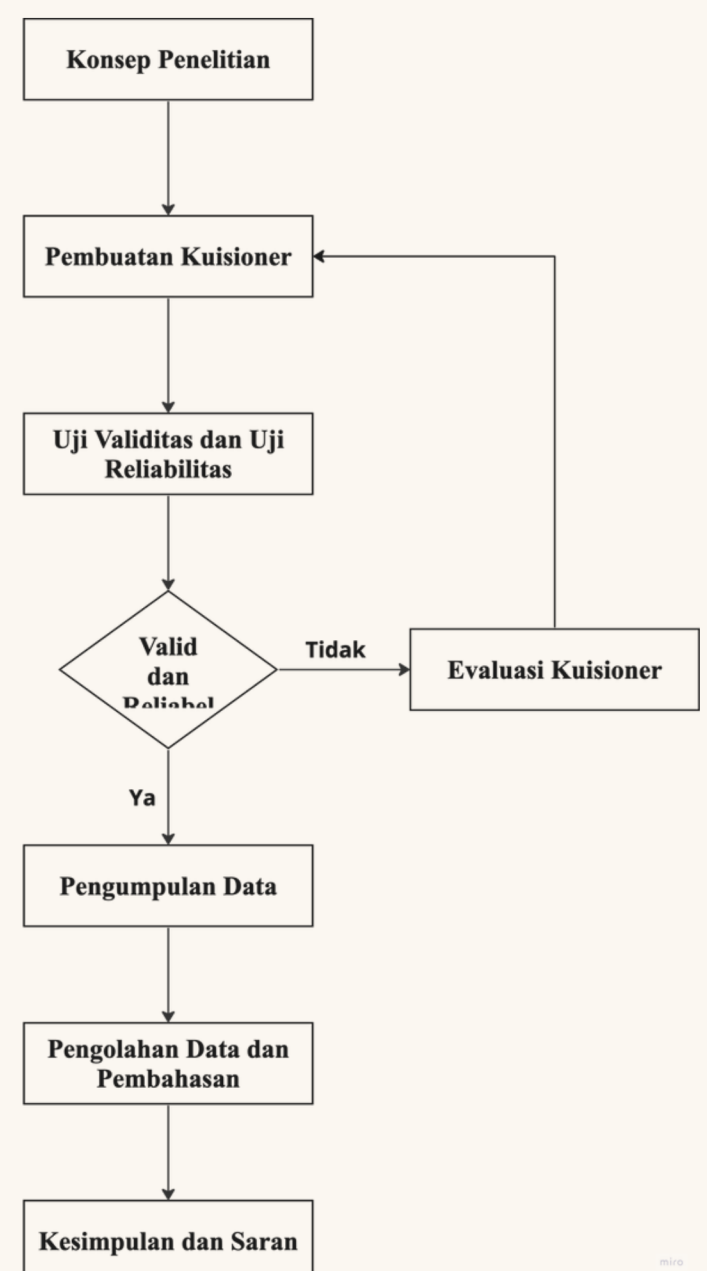 Konsep Penelitian
Pembuatan Kuisioner
Uji Validitas dan Uji
Reliabilitas
Valid
dan
Reliabel
Tidak
Evaluasi Kuisioner
Ya
Pengumpulan Data
Pengolahan Data dan
Pembahasan
Kesimpulan dan Saran
miro